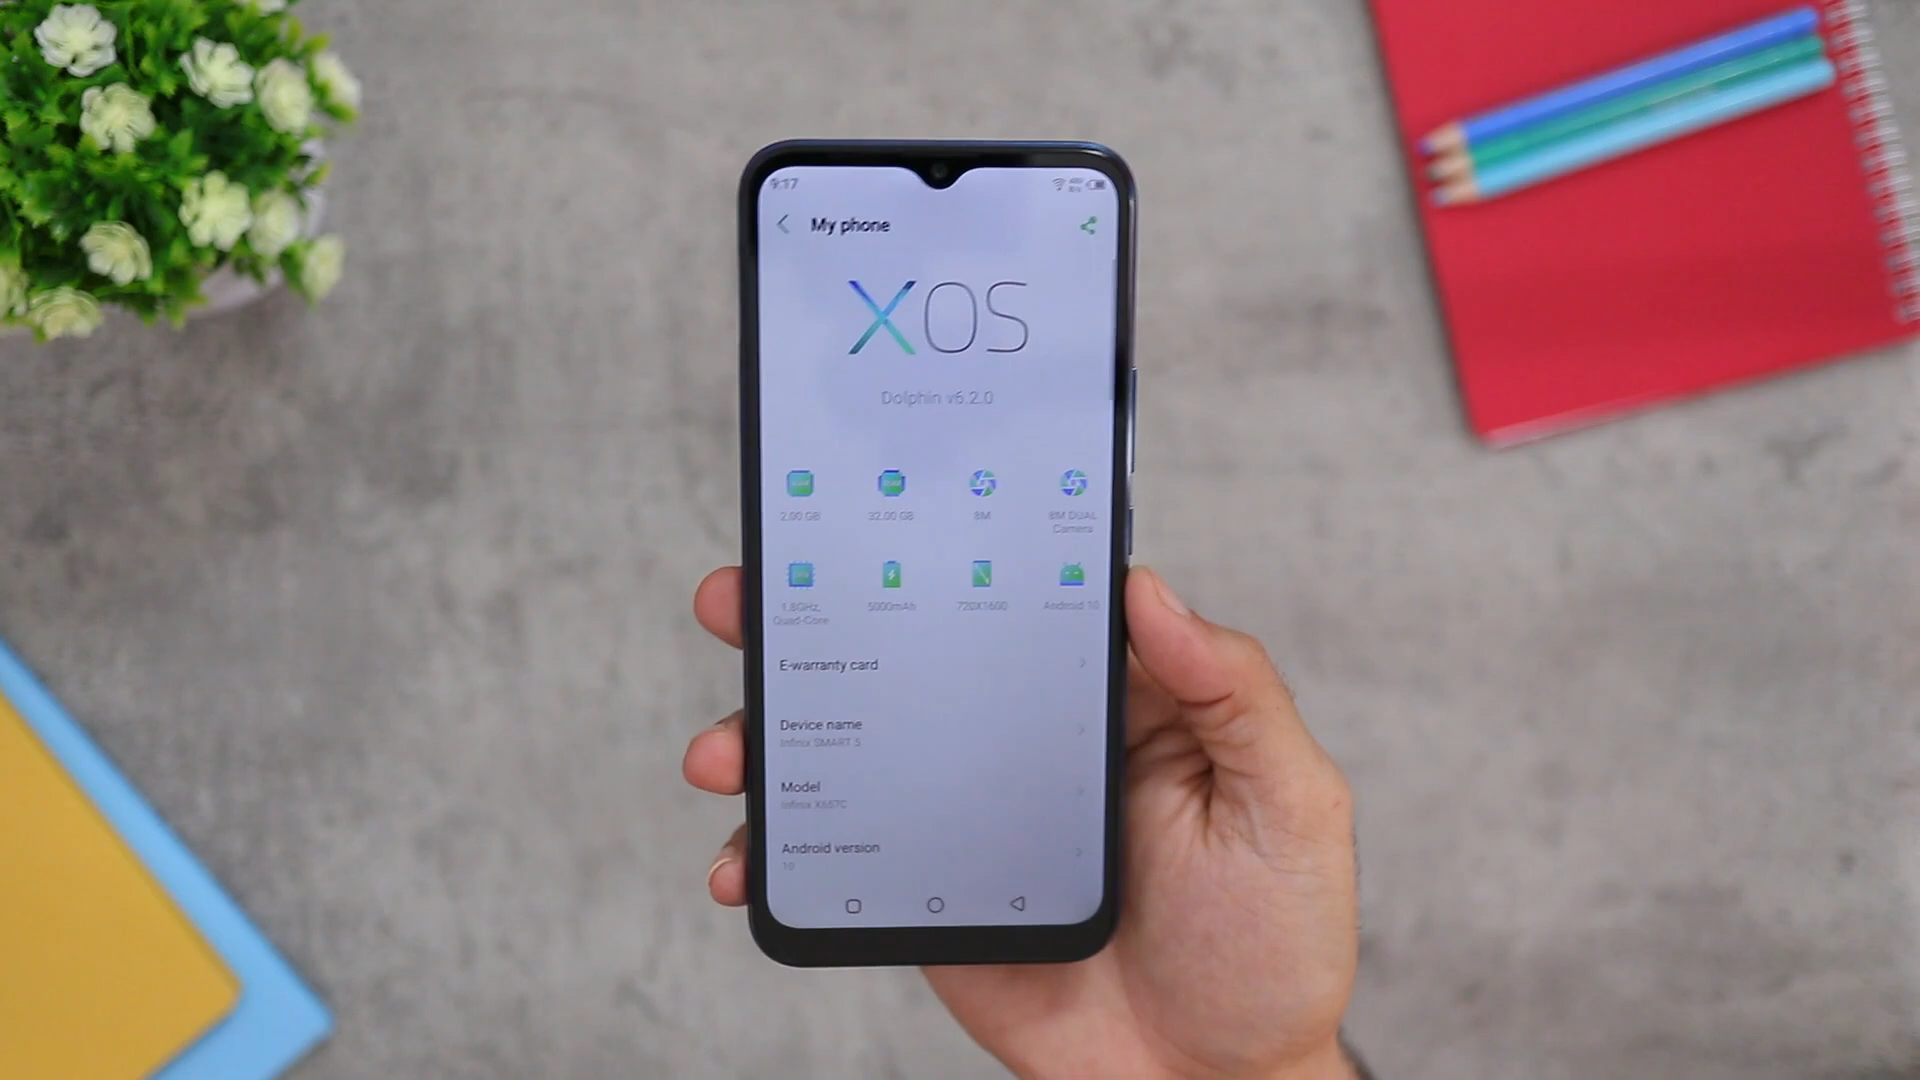 9:17
My phone
XOS
Dolphin v6.2.0
2.00 GB
32.00 GB
8M
8M DUAL
Camera
1.8GHz,
Quad-Core
5000mAh
720X1600
Android 10
E-warranty card
Device name
Infinix SMART 5
Model
Infinix X657C
Android version
10